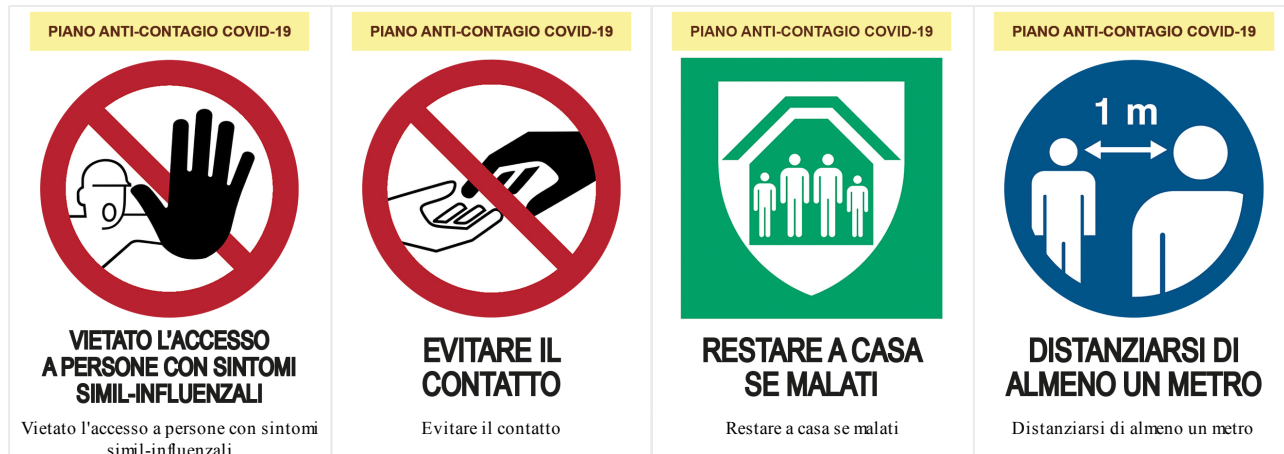 PIANO ANTI-CONTAGIO COVID-19
VIETATO L'ACCESSO
A PERSONE CON SINTOMI
SIMIL-INFLUENZALI
Vietato l'accesso a persone con sintomi
simil-influenzali
PIANO ANTI-CONTAGIO COVID-19
EVITARE IL
CONTATTO
Evitare il contatto
PIANO ANTI-CONTAGIO COVID-19
RESTARE A CASA
SE MALATI
Restare a casa se malati
PIANO ANTI-CONTAGIO COVID-19
1 m
DISTANZIARSI DI
ALMENO UN METRO
Distanziarsi di almeno un metro